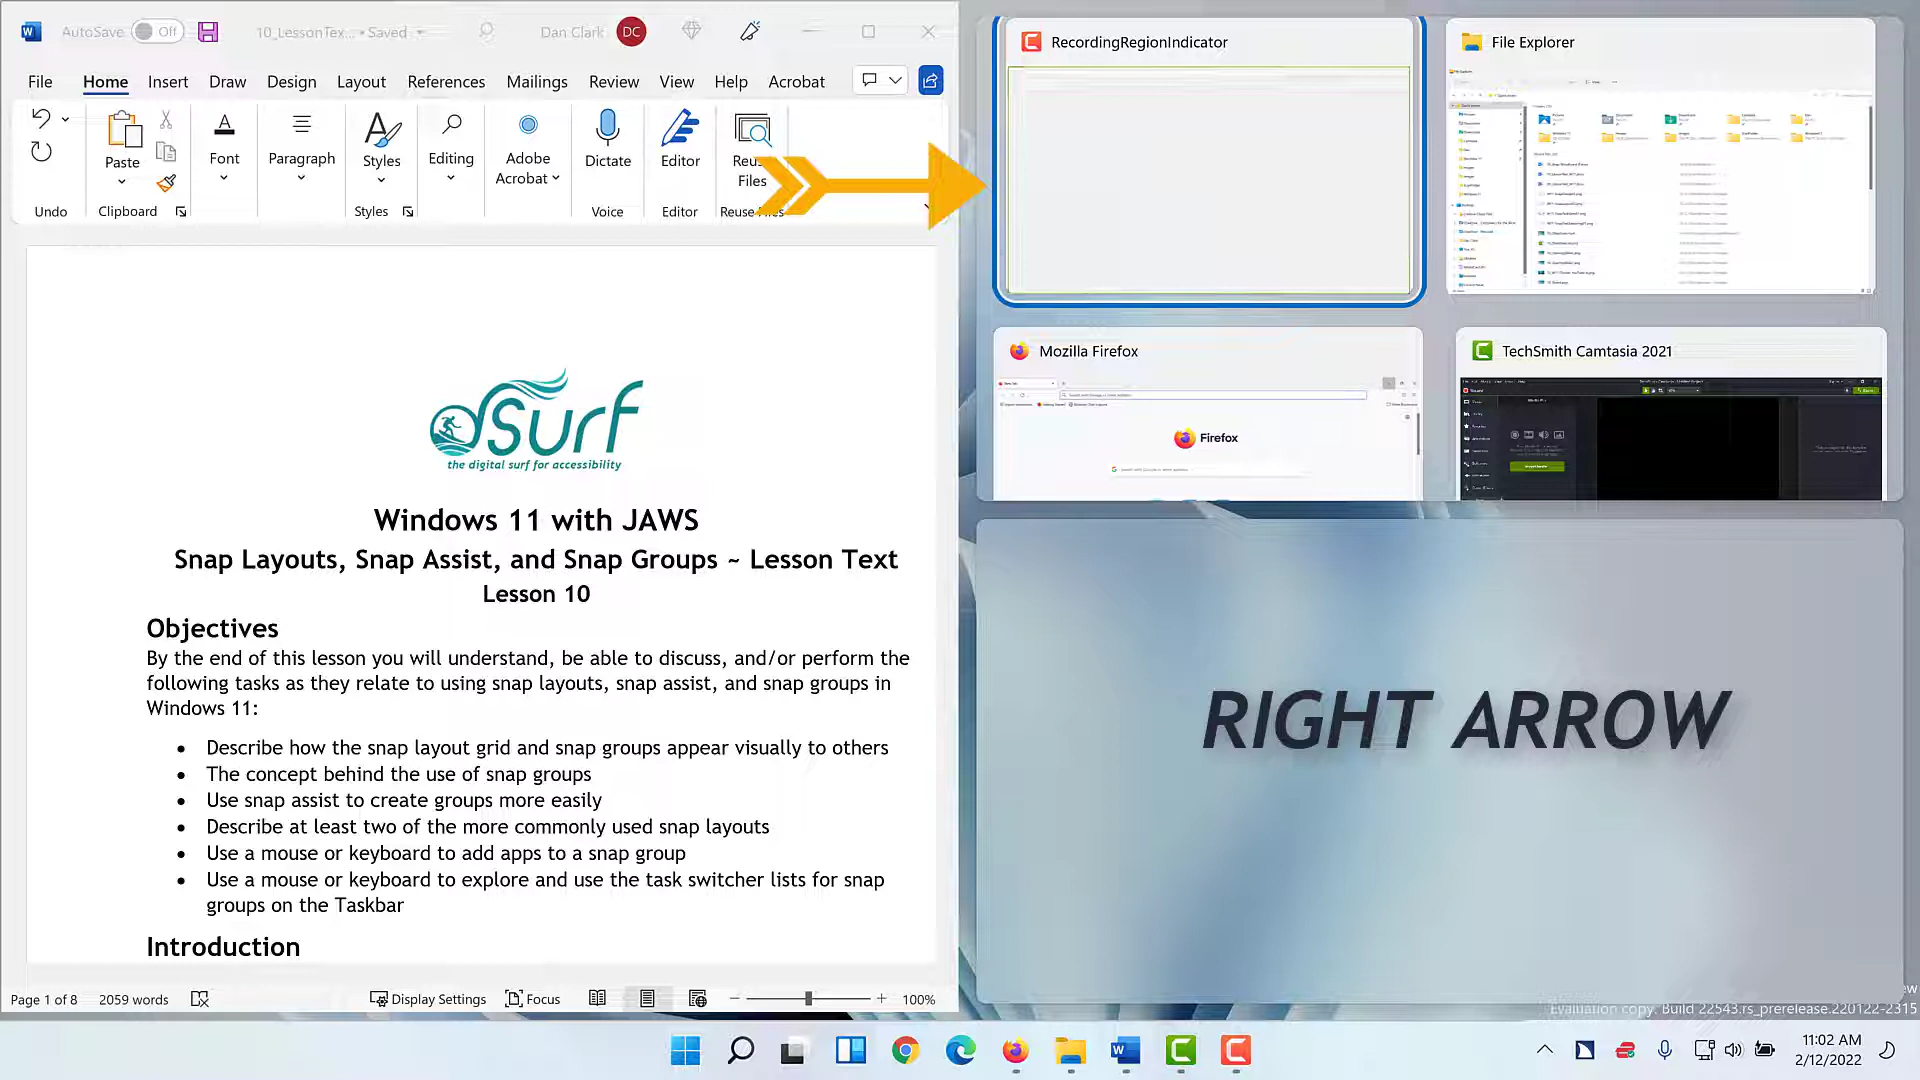 AutoSave Off 10_LessonTex... • Saved Dan Clark DC
File Home Insert Draw Design Layout References Mailings Review View Help Acrobat
Paste Font Paragraph Styles Editing Adobe Acrobat Dictate Editor Files
Undo Clipboard Styles Voice Editor
dSurf
the digital surf for accessibility
Windows 11 with JAWS
Snap Layouts, Snap Assist, and Snap Groups ~ Lesson Text
Lesson 10
Objectives
By the end of this lesson you will understand, be able to discuss, and/or perform the
following tasks as they relate to using snap layouts, snap assist, and snap groups in
Windows 11:
• Describe how the snap layout grid and snap groups appear visually to others
• The concept behind the use of snap groups
• Use snap assist to create groups more easily
• Describe at least two of the more commonly used snap layouts
• Use a mouse or keyboard to add apps to a snap group
• Use a mouse or keyboard to explore and use the task switcher lists for snap
groups on the Taskbar
Introduction
Page 1 of 8 2059 words Display Settings Focus 100%
RecordingRegionIndicator
File Explorer
Mozilla Firefox
Firefox
TechSmith Camtasia 2021
RIGHT ARROW
Evaluation copy. Build 22543.rs_prerelease.220122-2315
11:02 AM
2/12/2022